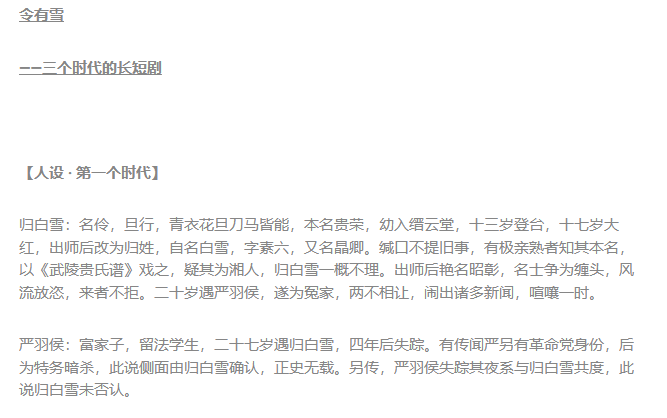 令有雪
——三个时代的长短剧
【人设 · 第一个时代】
归白雪：名伶，旦行，青衣花旦刀马皆能，本名贵荣，幼入缙云堂，十三岁登台，十七岁大
红，出师后改为归姓，自名白雪，字素六，又名晶卿。缄口不提旧事，有极亲熟者知其本名，
以《武陵贵氏谱》戏之，疑其为湘人，归白雪一概不理。出师后艳名昭彰，名士争为缠头，风
流放恣，来者不拒。二十岁遇严羽侯，遂为冤家，两不相让，闹出诸多新闻，喧嚷一时。
严羽侯：富家子，留法学生，二十七岁遇归白雪，四年后失踪。有传闻严另有革命党身份，后
为特务暗杀，此说侧面由归白雪确认，正史无载。另传，严羽侯失踪其夜系与归白雪共度，此
说归白雪未否认。